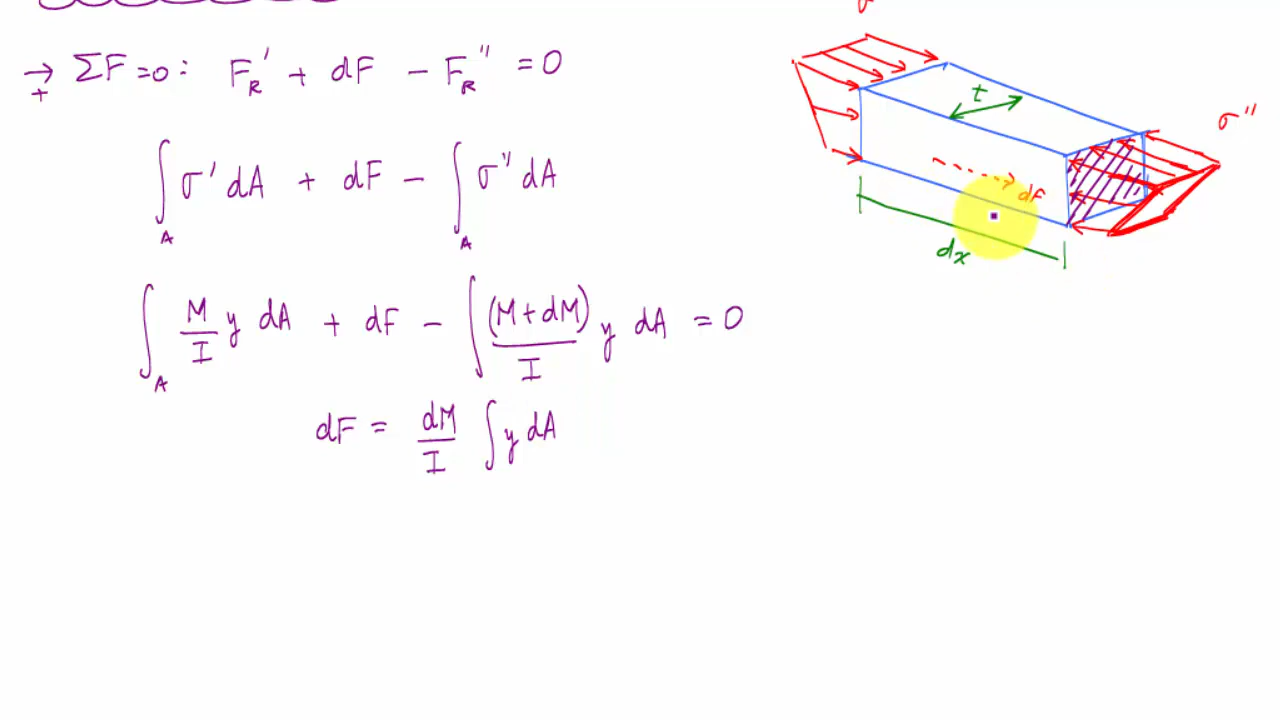 →+ ΣF=0: F_R' + dF - F_R'' = 0
∫_A σ' dA + dF - ∫_A σ'' dA
∫_A M/I y dA + dF - ∫ (M+dM)/I y dA = 0
dF = dM/I ∫ y dA
t
σ''
dF
dx